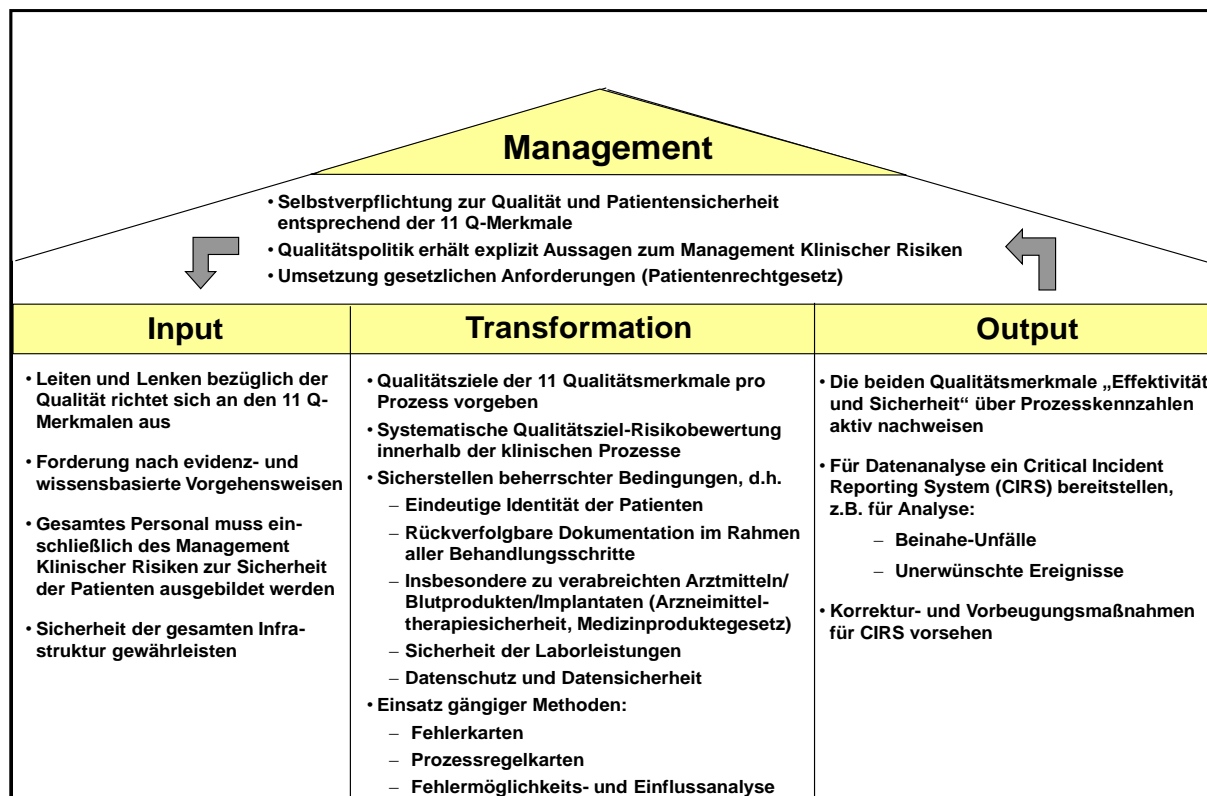 Management
• Selbstverpflichtung zur Qualität und Patientensicherheit
entsprechend der 11 Q-Merkmale
• Qualitätspolitik erhält explizit Aussagen zum Management Klinischer Risiken
• Umsetzung gesetzlichen Anforderungen (Patientenrechtgesetz)
Input
• Leiten und Lenken bezüglich der
Qualität richtet sich an den 11 Q-
Merkmalen aus
• Forderung nach evidenz- und
wissensbasierte Vorgehensweisen
• Gesamtes Personal muss ein-
schließlich des Management
Klinischer Risiken zur Sicherheit
der Patienten ausgebildet werden
• Sicherheit der gesamten Infra-
struktur gewährleisten
Transformation
• Qualitätsziele der 11 Qualitätsmerkmale pro
Prozess vorgeben
• Systematische Qualitätsziel-Risikobewertung
innerhalb der klinischen Prozesse
• Sicherstellen beherrschter Bedingungen, d.h.
– Eindeutige Identität der Patienten
– Rückverfolgbare Dokumentation im Rahmen
aller Behandlungsschritte
– Insbesondere zu verabreichten Arztmitteln/
Blutprodukten/Implantaten (Arzneimittel-
therapiesicherheit, Medizinproduktegesetz)
– Sicherheit der Laborleistungen
– Datenschutz und Datensicherheit
• Einsatz gängiger Methoden:
– Fehlerkarten
– Prozessregelkarten
– Fehlermöglichkeits- und Einflussanalyse
Output
• Die beiden Qualitätsmerkmale „Effektivität
und Sicherheit“ über Prozesskennzahlen
aktiv nachweisen
• Für Datenanalyse ein Critical Incident
Reporting System (CIRS) bereitstellen,
z.B. für Analyse:
– Beinahe-Unfälle
– Unerwünschte Ereignisse
• Korrektur- und Vorbeugungsmaßnahmen
für CIRS vorsehen